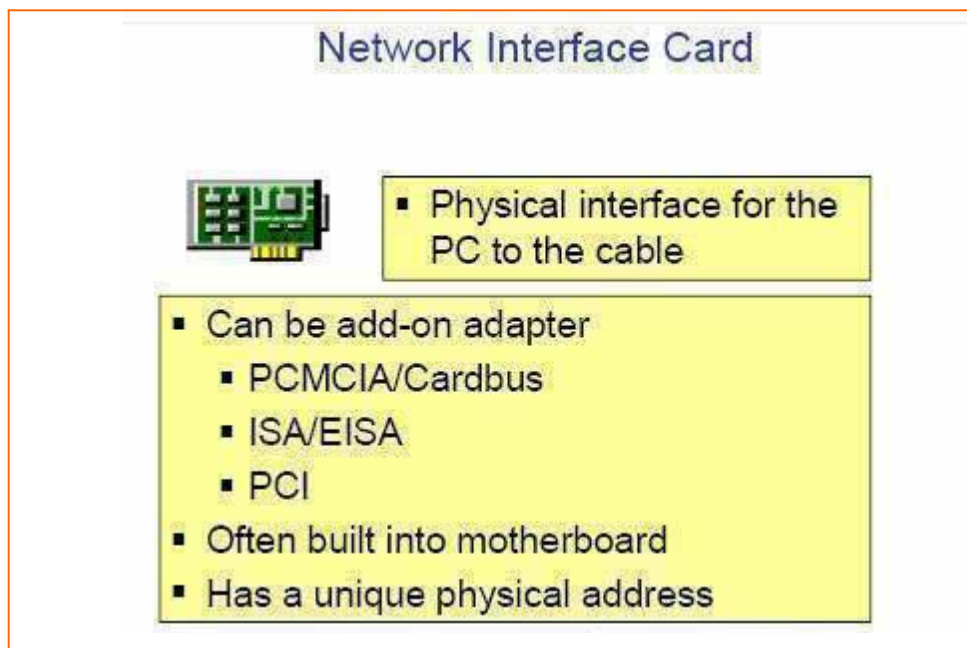 Network Interface Card
▪ Physical interface for the
PC to the cable
▪ Can be add-on adapter
▪ PCMCIA/Cardbus
▪ ISA/EISA
▪ PCI
▪ Often built into motherboard
▪ Has a unique physical address